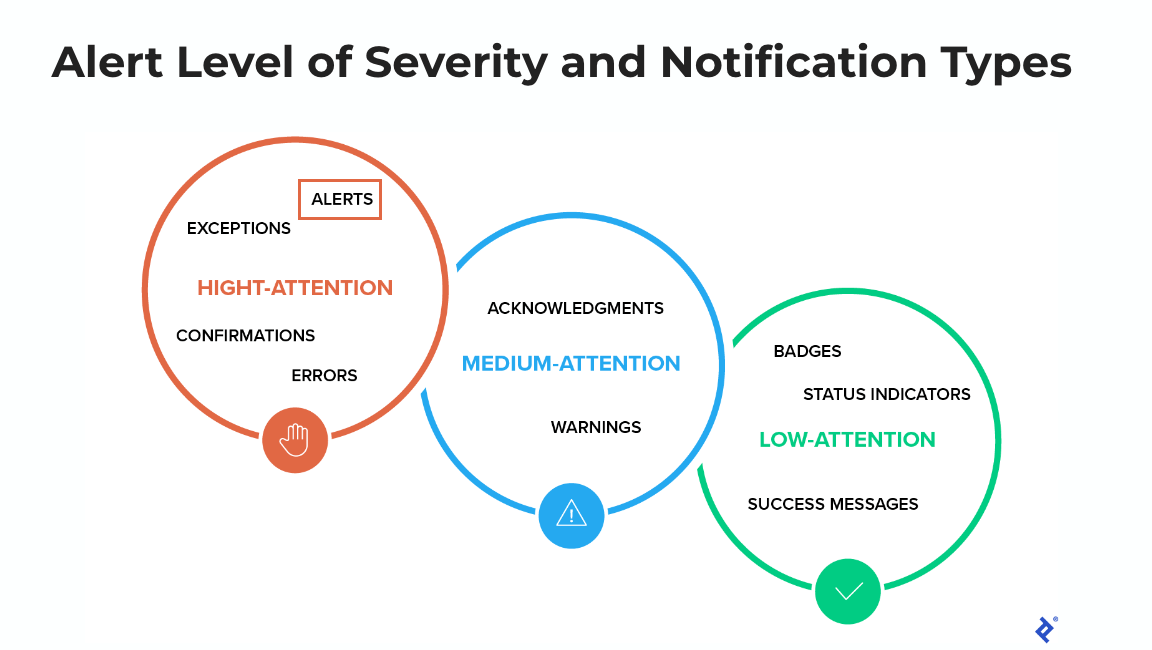 Alert Level of Severity and Notification Types
ALERTS
EXCEPTIONS
HIGHT-ATTENTION
CONFIRMATIONS
ERRORS
ACKNOWLEDGMENTS
MEDIUM-ATTENTION
WARNINGS
BADGES
STATUS INDICATORS
LOW-ATTENTION
SUCCESS MESSAGES